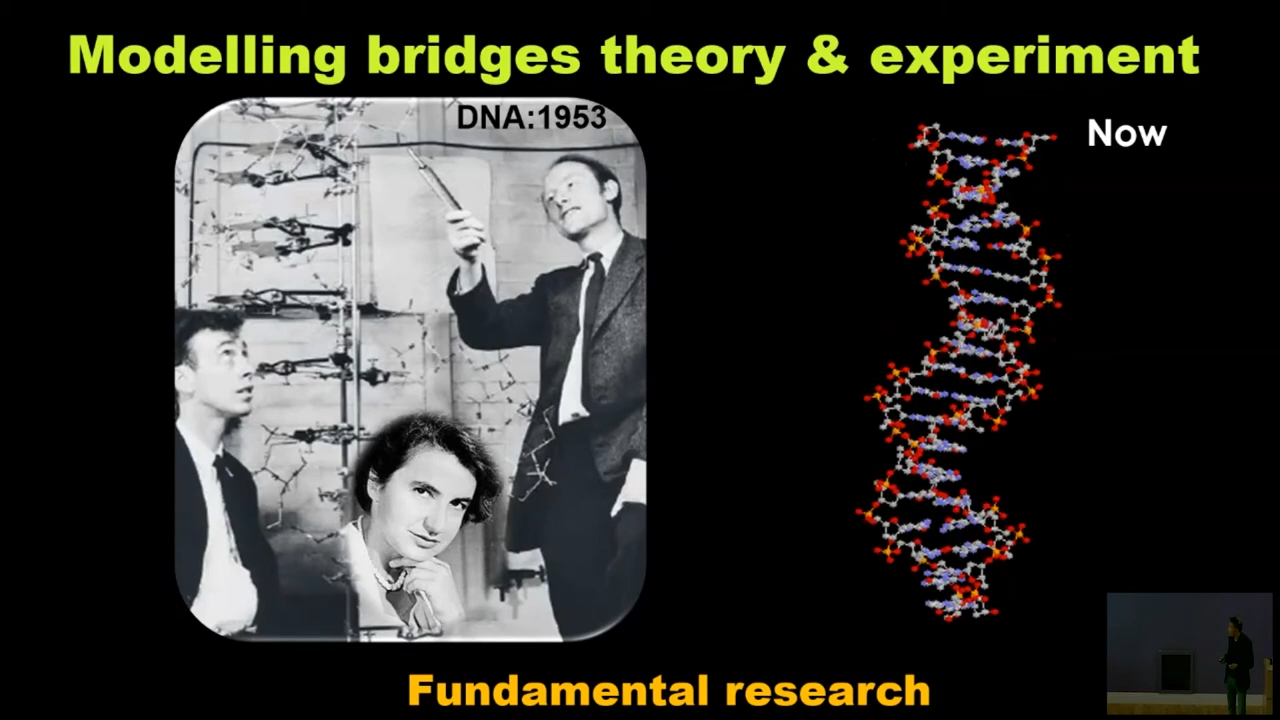 Modelling bridges theory & experiment
DNA:1953
Now
Fundamental research